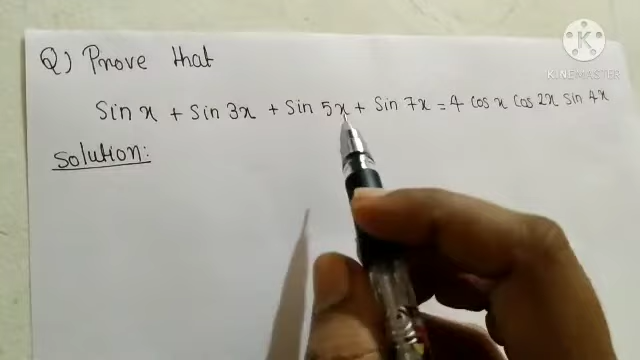 Q) Prove that
Sin x + Sin 3x + Sin 5x + Sin 7x = 4 Cos x Cos 2x Sin 4x
Solution:
KINEMASTER